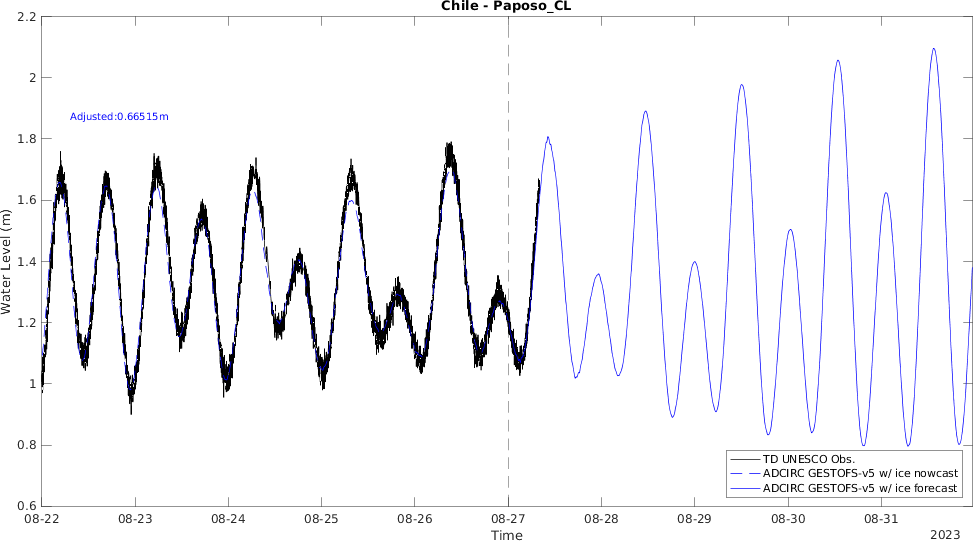 Chile - Paposo_CL
2.2
2
1.8
1.6
1.4
1.2
1
0.8
0.6
Water Level (m)
Adjusted:0.66515m
TD UNESCO Obs.
ADCIRC GESTOFS-v5 w/ ice nowcast
ADCIRC GESTOFS-v5 w/ ice forecast
08-22 08-23 08-24 08-25 08-26 08-27 08-28 08-29 08-30 08-31
Time
2023